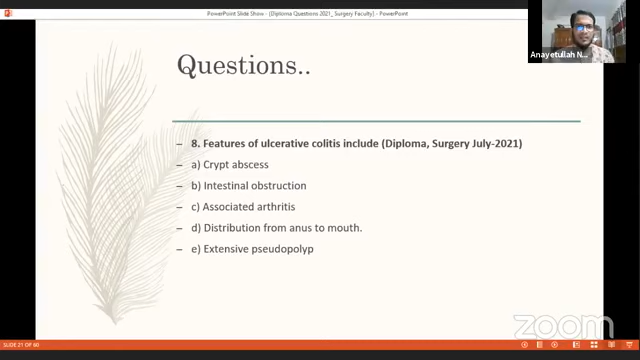 PowerPoint Slide Show - [Diploma Questions 2021_ Surgery Faculty] - PowerPoint
Anayetullah N...
Questions..
– 8. Features of ulcerative colitis include (Diploma, Surgery July-2021)
– a) Crypt abscess
– b) Intestinal obstruction
– c) Associated arthritis
– d) Distribution from anus to mouth.
– e) Extensive pseudopolyp
zoom
SLIDE 21 OF 60